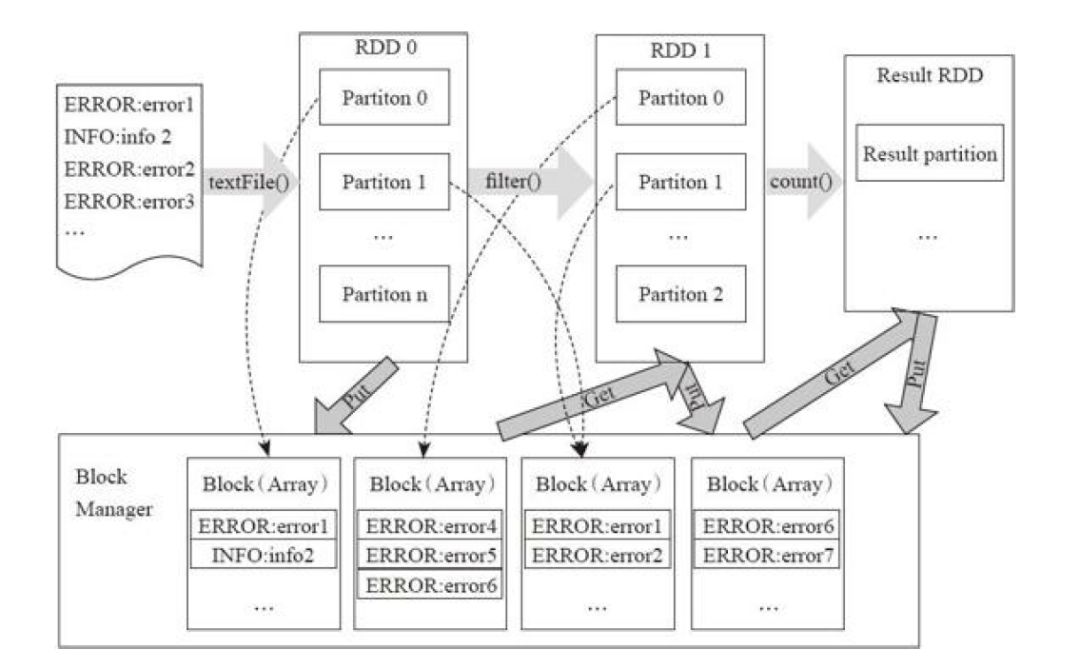 RDD 0
RDD 1
Result RDD
ERROR:error1
INFO:info 2
ERROR:error2
ERROR:error3
...
textFile()
Partiton 0
Partiton 1
...
Partiton n
filter()
Partiton 0
Partiton 1
...
Partiton 2
count()
Result partition
...
Put
Get
Put
Get
Put
Block
Manager
Block (Array)
ERROR:error1
INFO:info2
...
Block (Array)
ERROR:error4
ERROR:error5
ERROR:error6
...
Block (Array)
ERROR:error1
ERROR:error2
...
Block (Array)
ERROR:error6
ERROR:error7
...